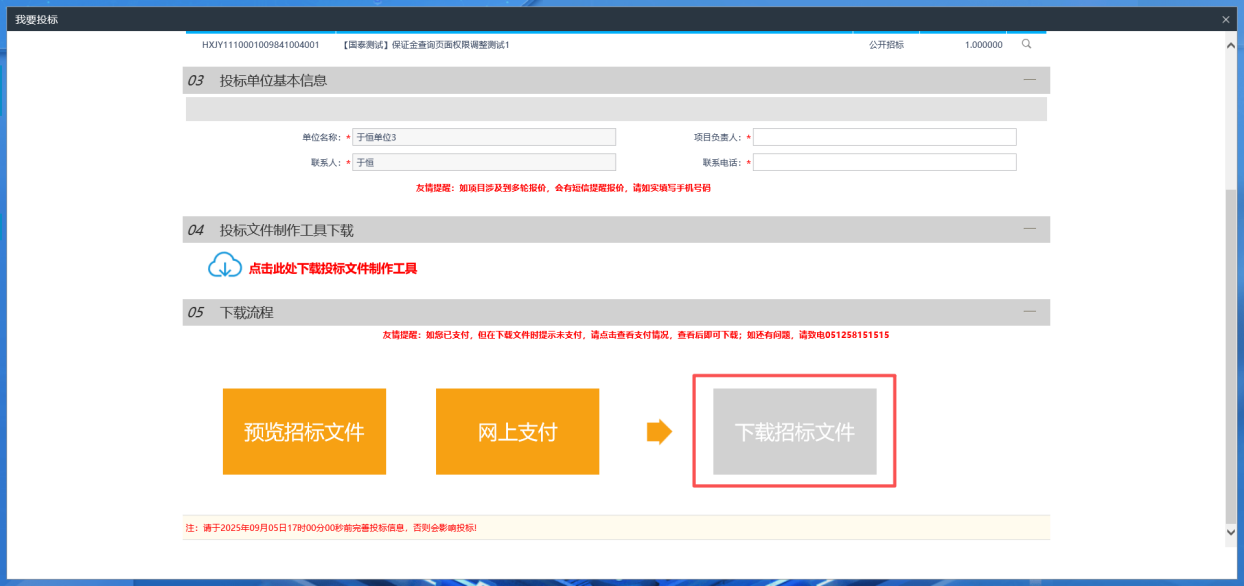 我要投标
HXJY1110001009841004001 【国泰测试】保证金查询页面权限调整测试1 公开招标 1.000000
03 投标单位基本信息
单位名称： * 于恒单位3 项目负责人： *
联系人： * 于恒 联系电话： *
友情提醒：如项目涉及到多轮报价，会有短信提醒报价，请如实填写手机号码
04 投标文件制作工具下载
点击此处下载投标文件制作工具
05 下载流程
友情提醒：如您已支付，但在下载文件时提示未支付，请点击查看支付情况，查看后即可下载；如还有问题，请致电051258151515
预览招标文件 网上支付 下载招标文件
注：请于2025年09月05日17时00分00秒前完善投标信息，否则会影响投标!